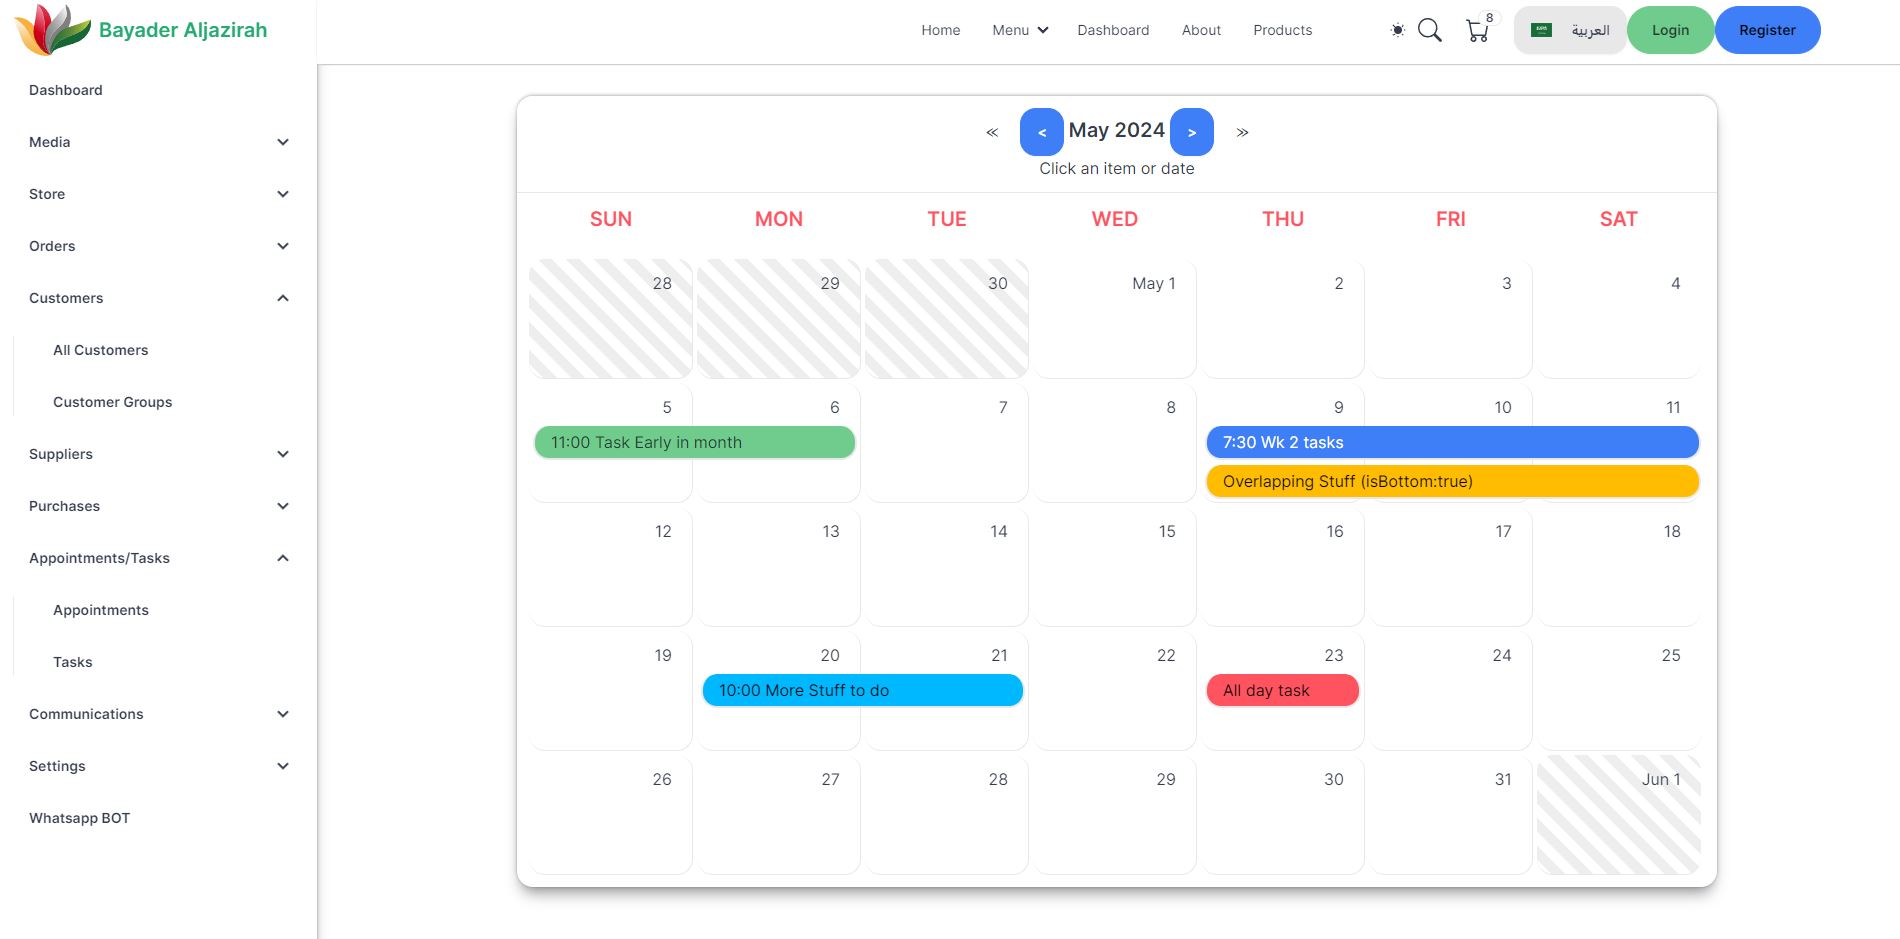 Bayader Aljazirah
Home Menu Dashboard About Products 8 العربية Login Register
Dashboard
Media
Store
Orders
Customers
All Customers
Customer Groups
Suppliers
Purchases
Appointments/Tasks
Appointments
Tasks
Communications
Settings
Whatsapp BOT
« < May 2024 > »
Click an item or date
SUN MON TUE WED THU FRI SAT
28 29 30 May 1 2 3 4
5 6 7 8 9 10 11
11:00 Task Early in month 7:30 Wk 2 tasks
Overlapping Stuff (isBottom:true)
12 13 14 15 16 17 18
19 20 21 22 23 24 25
10:00 More Stuff to do All day task
26 27 28 29 30 31 Jun 1